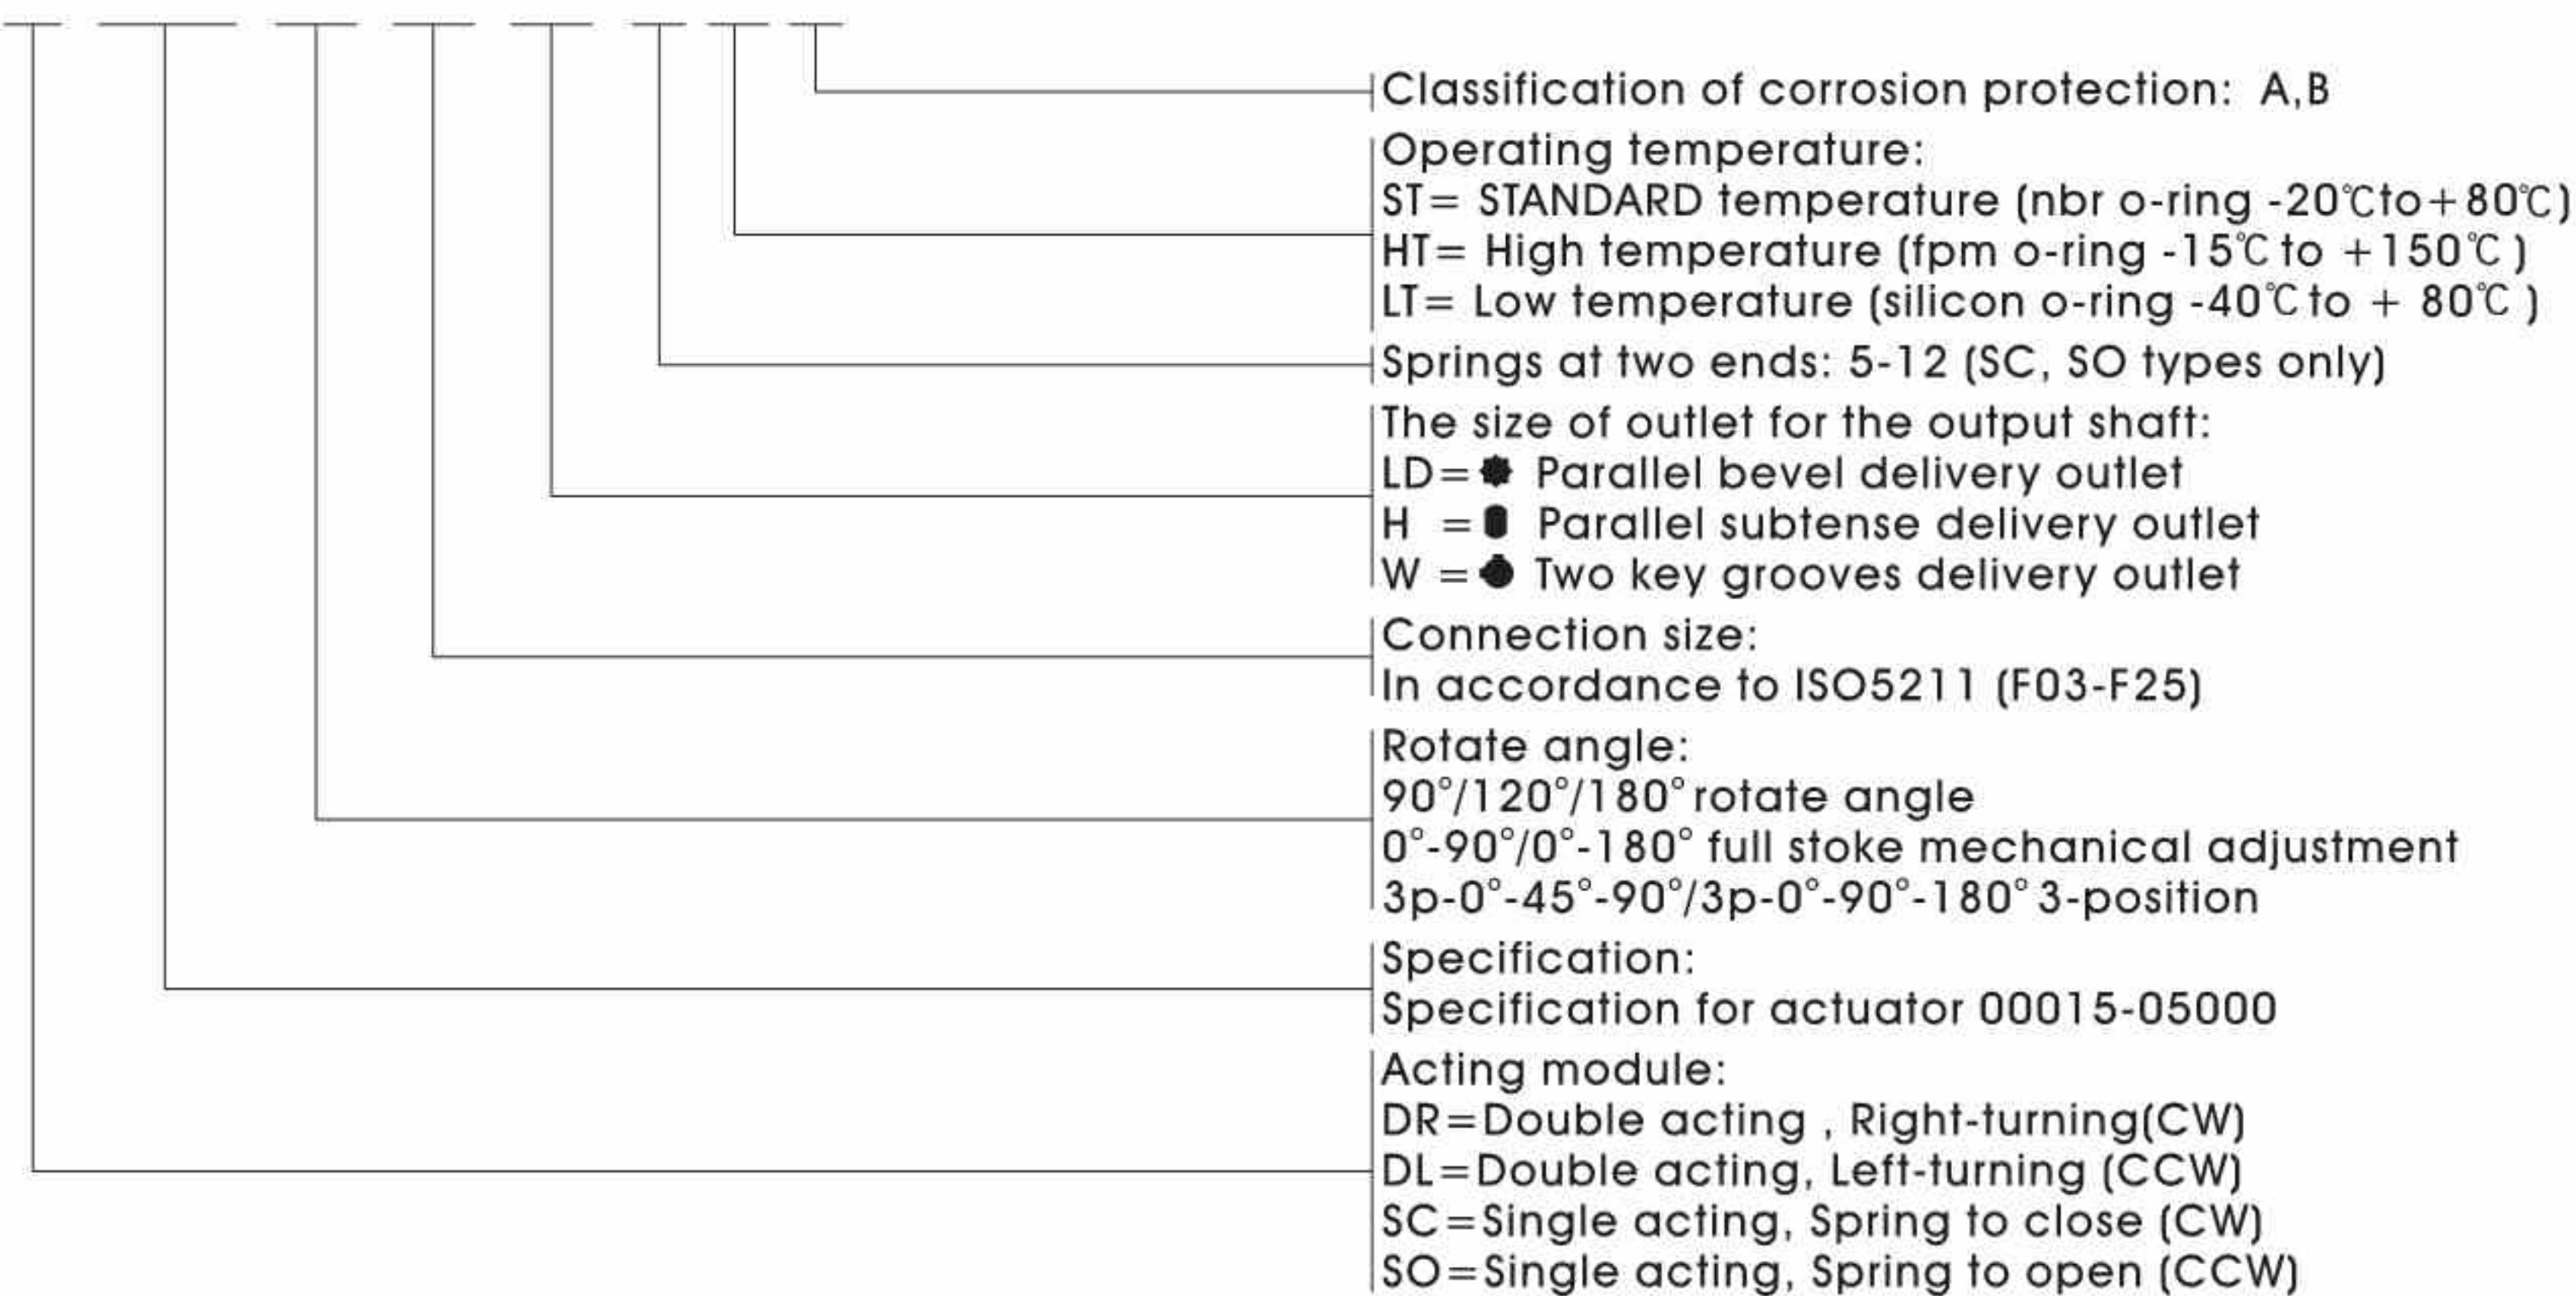 Classification of corrosion protection: A,B
Operating temperature:
ST= STANDARD temperature (nbr o-ring -20℃to+80℃)
HT= High temperature (fpm o-ring -15℃to +150℃ )
LT= Low temperature (silicon o-ring -40℃to + 80℃ )
Springs at two ends: 5-12 (SC, SO types only)
The size of outlet for the output shaft:
LD= Parallel bevel delivery outlet
H = Parallel subtense delivery outlet
W = Two key grooves delivery outlet
Connection size:
In accordance to ISO5211 (F03-F25)
Rotate angle:
90°/120°/180°rotate angle
0°-90°/0°-180° full stoke mechanical adjustment
3p-0°-45°-90°/3p-0°-90°-180°3-position
Specification:
Specification for actuator 00015-05000
Acting module:
DR=Double acting , Right-turning(CW)
DL=Double acting, Left-turning (CCW)
SC=Single acting, Spring to close (CW)
SO=Single acting, Spring to open (CCW)